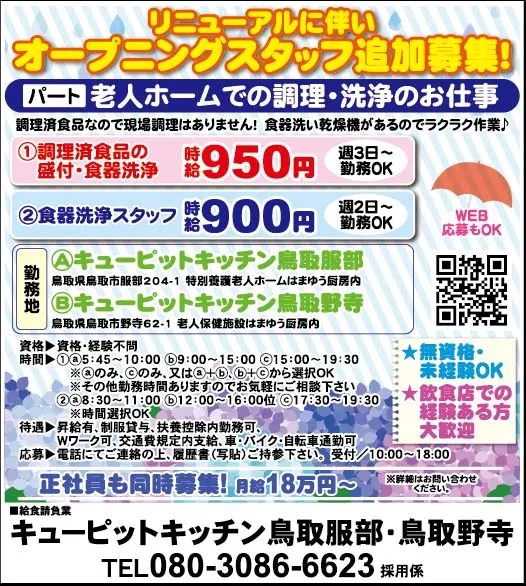 リニューアルに伴い
オープニングスタッフ追加募集!
パート 老人ホームでの調理・洗浄のお仕事
調理済食品なので現場調理はありません! 食器洗い乾燥機があるのでラクラク作業♪
①調理済食品の盛付・食器洗浄 時給950円 週3日〜勤務OK
②食器洗浄スタッフ 時給900円 週2日〜勤務OK
WEB
応募もOK
勤務地
Ⓐキューピットキッチン鳥取服部
鳥取県鳥取市服部204-1 特別養護老人ホームはまゆう厨房内
Ⓑキューピットキッチン鳥取野寺
鳥取県鳥取市野寺62-1 老人保健施設はまゆう厨房内
資格▶資格・経験不問
時間▶①ⓐ5:45〜10:00 ⓑ9:00〜15:00 ⓒ15:00〜19:30
※ⓐのみ、ⓒのみ、又はⓐ+ⓑ、ⓑ+ⓒから選択OK
※その他勤務時間ありますのでお気軽にご相談下さい
②ⓐ8:30〜11:00 ⓑ12:00〜16:00位 ⓒ17:30〜19:30
※時間選択OK
待遇▶昇給有、制服貸与、扶養控除内勤務可、
Wワーク可、交通費規定内支給、車・バイク・自転車通勤可
応募▶電話にてご連絡の上、履歴書(写貼)ご持参下さい。受付/10:00〜18:00
★無資格・
未経験OK
★飲食店での
経験ある方
大歓迎
正社員も同時募集! 月給18万円〜
※詳細はお問い合わせ
ください。
■給食請負業
キューピットキッチン鳥取服部・鳥取野寺
TEL080-3086-6623 採用係